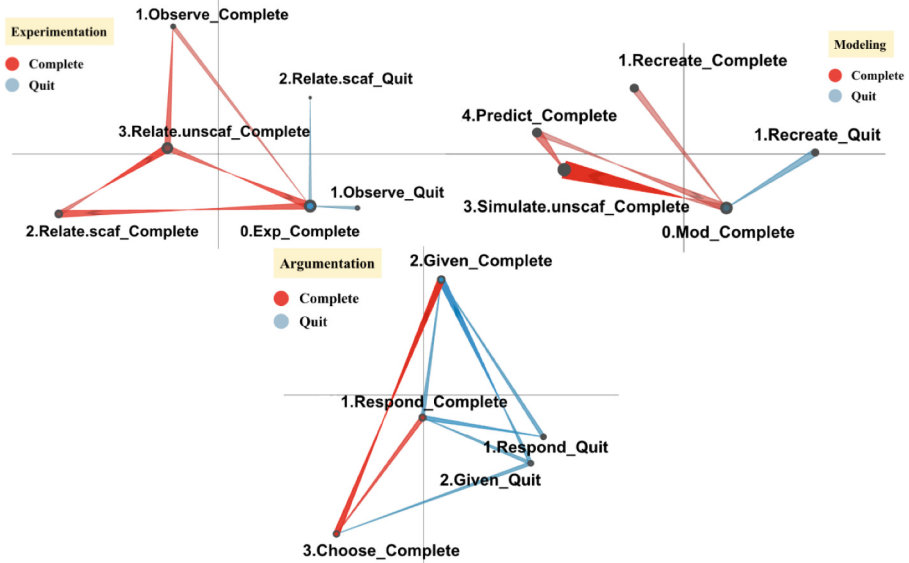 1.Observe_Complete
Experimentation
Complete
Quit
2.Relate.scaf_Quit
3.Relate.unscaf_Complete
1.Observe_Quit
2.Relate.scaf_Complete
0.Exp_Complete
Modeling
1.Recreate_Complete
Complete
Quit
4.Predict_Complete
1.Recreate_Quit
3.Simulate.unscaf_Complete
0.Mod_Complete
Argumentation
2.Given_Complete
Complete
Quit
1.Respond_Complete
1.Respond_Quit
2.Given_Quit
3.Choose_Complete